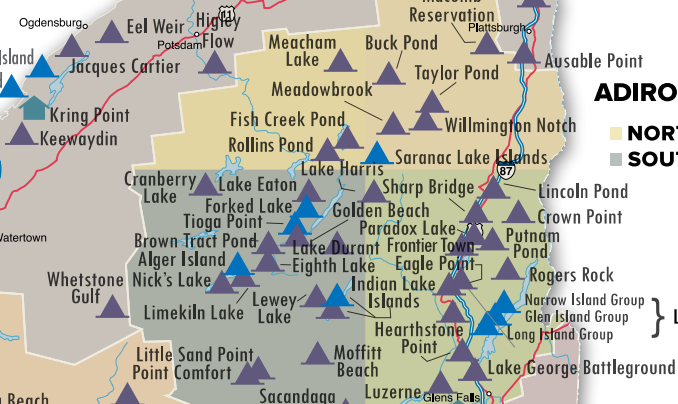 Macomb
Reservation
Ogdensburg
Eel Weir
Higley
Flow
11
Potsdam
Plattsburgh
Meacham
Lake
Buck Pond
Ausable Point
Island
Jacques Cartier
Taylor Pond
Meadowbrook
ADIRO
Kring Point
Keewaydin
Fish Creek Pond
Willmington Notch
NORT
Rollins Pond
Saranac Lake Islands
SOUT
Lake Harris
87
Cranberry
Lake
Lake Eaton
Sharp Bridge
Lincoln Pond
Forked Lake
Golden Beach
Crown Point
Tioga Point
Paradox Lake
Watertown
Brown Tract Pond
Lake Durant
Frontier Town
Putnam
Pond
Alger Island
Eighth Lake
Eagle Point
Whetstone
Gulf
Nick's Lake
Indian Lake
Islands
Rogers Rock
Limekiln Lake
Lewey
Lake
Narrow Island Group
Glen Island Group
Long Island Group
} L
Hearthstone
Point
Little
Point
Sand Point
Comfort
Moffitt
Beach
Lake George Battleground
Beach
Sacandaga
Luzerne
Glens Falls